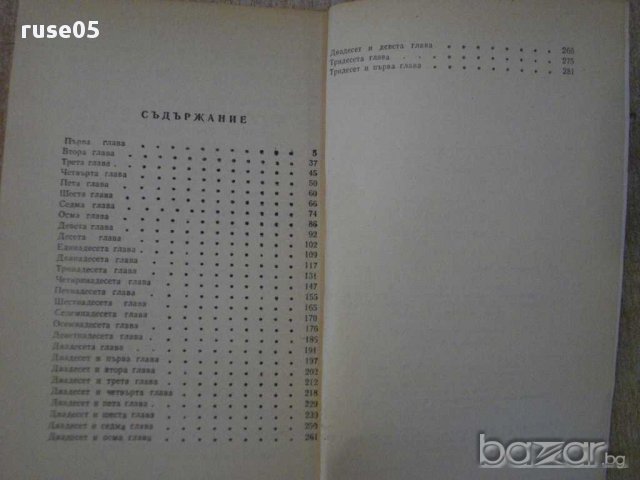 ruse05
СЪДЪРЖАНИЕ
Първа глава . . . . . . . . . . 5
Втора глава . . . . . . . . . . 37
Трета глава . . . . . . . . . . 45
Четвърта глава . . . . . . . . . . 50
Пета глава . . . . . . . . . . 60
Шеста глава . . . . . . . . . . 66
Седма глава . . . . . . . . . . 74
Осма глава . . . . . . . . . . 86
Девета глава . . . . . . . . . . 92
Десета глава . . . . . . . . . . 102
Единадесета глава . . . . . . . . . . 109
Дванадесета глава . . . . . . . . . . 117
Тринадесета глава . . . . . . . . . . 131
Четиринадесета глава . . . . . . . . . 147
Петнадесета глава . . . . . . . . . 155
Шестнадесета глава . . . . . . . . . 165
Седемнадесета глава . . . . . . . . . 170
Осемнадесета глава . . . . . . . . . 176
Деветнадесета глава . . . . . . . . . 185
Двадесета глава . . . . . . . . . 191
Двадесет и първа глава . . . . . . . . 197
Двадесет и втора глава . . . . . . . . 202
Двадесет и трета глава . . . . . . . . 212
Двадесет и четвърта глава . . . . . . . 218
Двадесет и пета глава . . . . . . . . 229
Двадесет и шеста глава . . . . . . . . 239
Двадесет и седма глава . . . . . . . . 250
Двадесет и осма глава . . . . . . . . 261
Двадесет и девета глава . . . . . . . . 266
Тридесета глава . . . . . . . . . 275
Тридесет и първа глава . . . . . . . . 281
bazar.bg